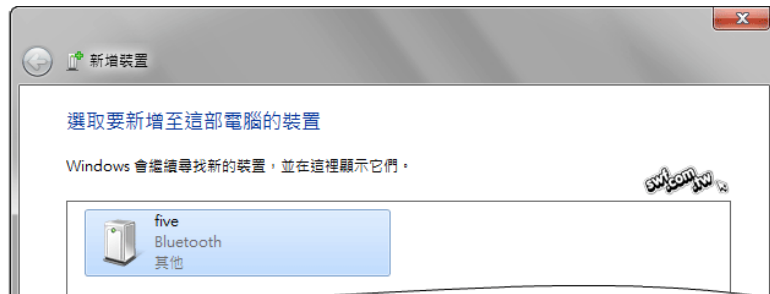 新增裝置
選取要新增至這部電腦的裝置
Windows 會繼續尋找新的裝置，並在這裡顯示它們。
swf.com.tw
five
Bluetooth
其他